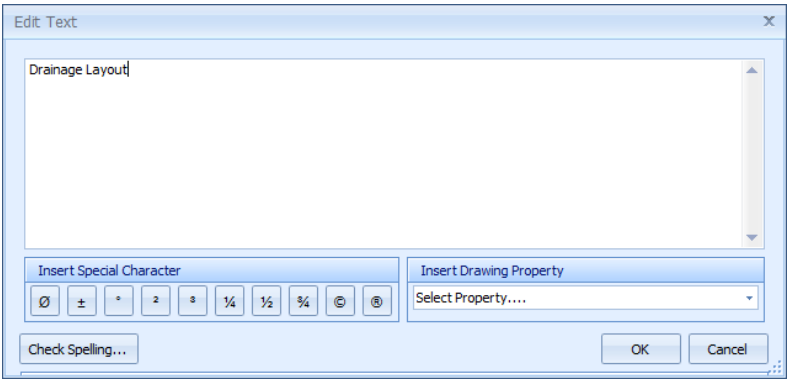 Edit Text
Drainage Layout
Insert Special Character
Ø ± ° ² ³ ¼ ½ ¾ © ®
Insert Drawing Property
Select Property....
Check Spelling...
OK
Cancel